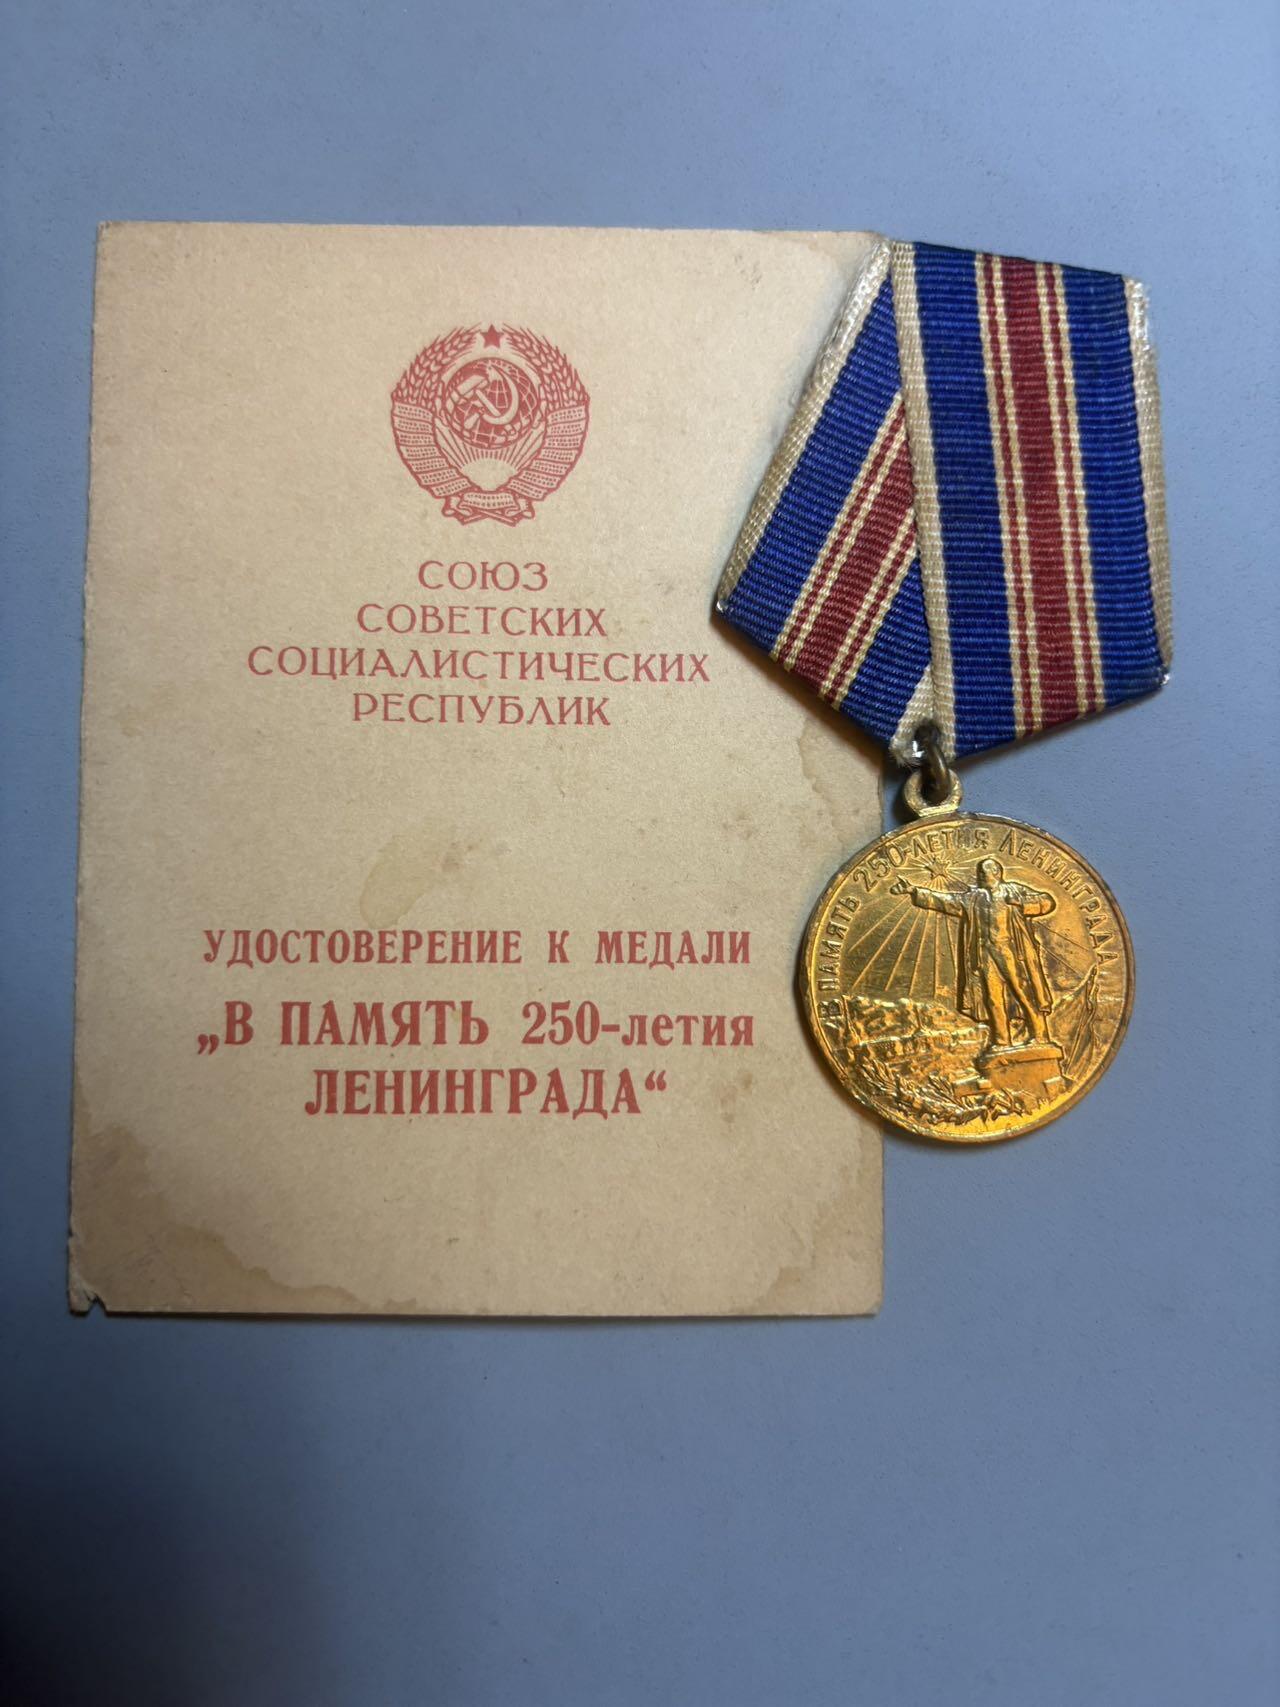 СОЮЗ
СОВЕТСКИХ
СОЦИАЛИСТИЧЕСКИХ
РЕСПУБЛИК
УДОСТОВЕРЕНИЕ К МЕДАЛИ
„В ПАМЯТЬ 250-летия
ЛЕНИНГРАДА“
В ПАМЯТЬ 250-ЛЕТИЯ ЛЕНИНГРАДА